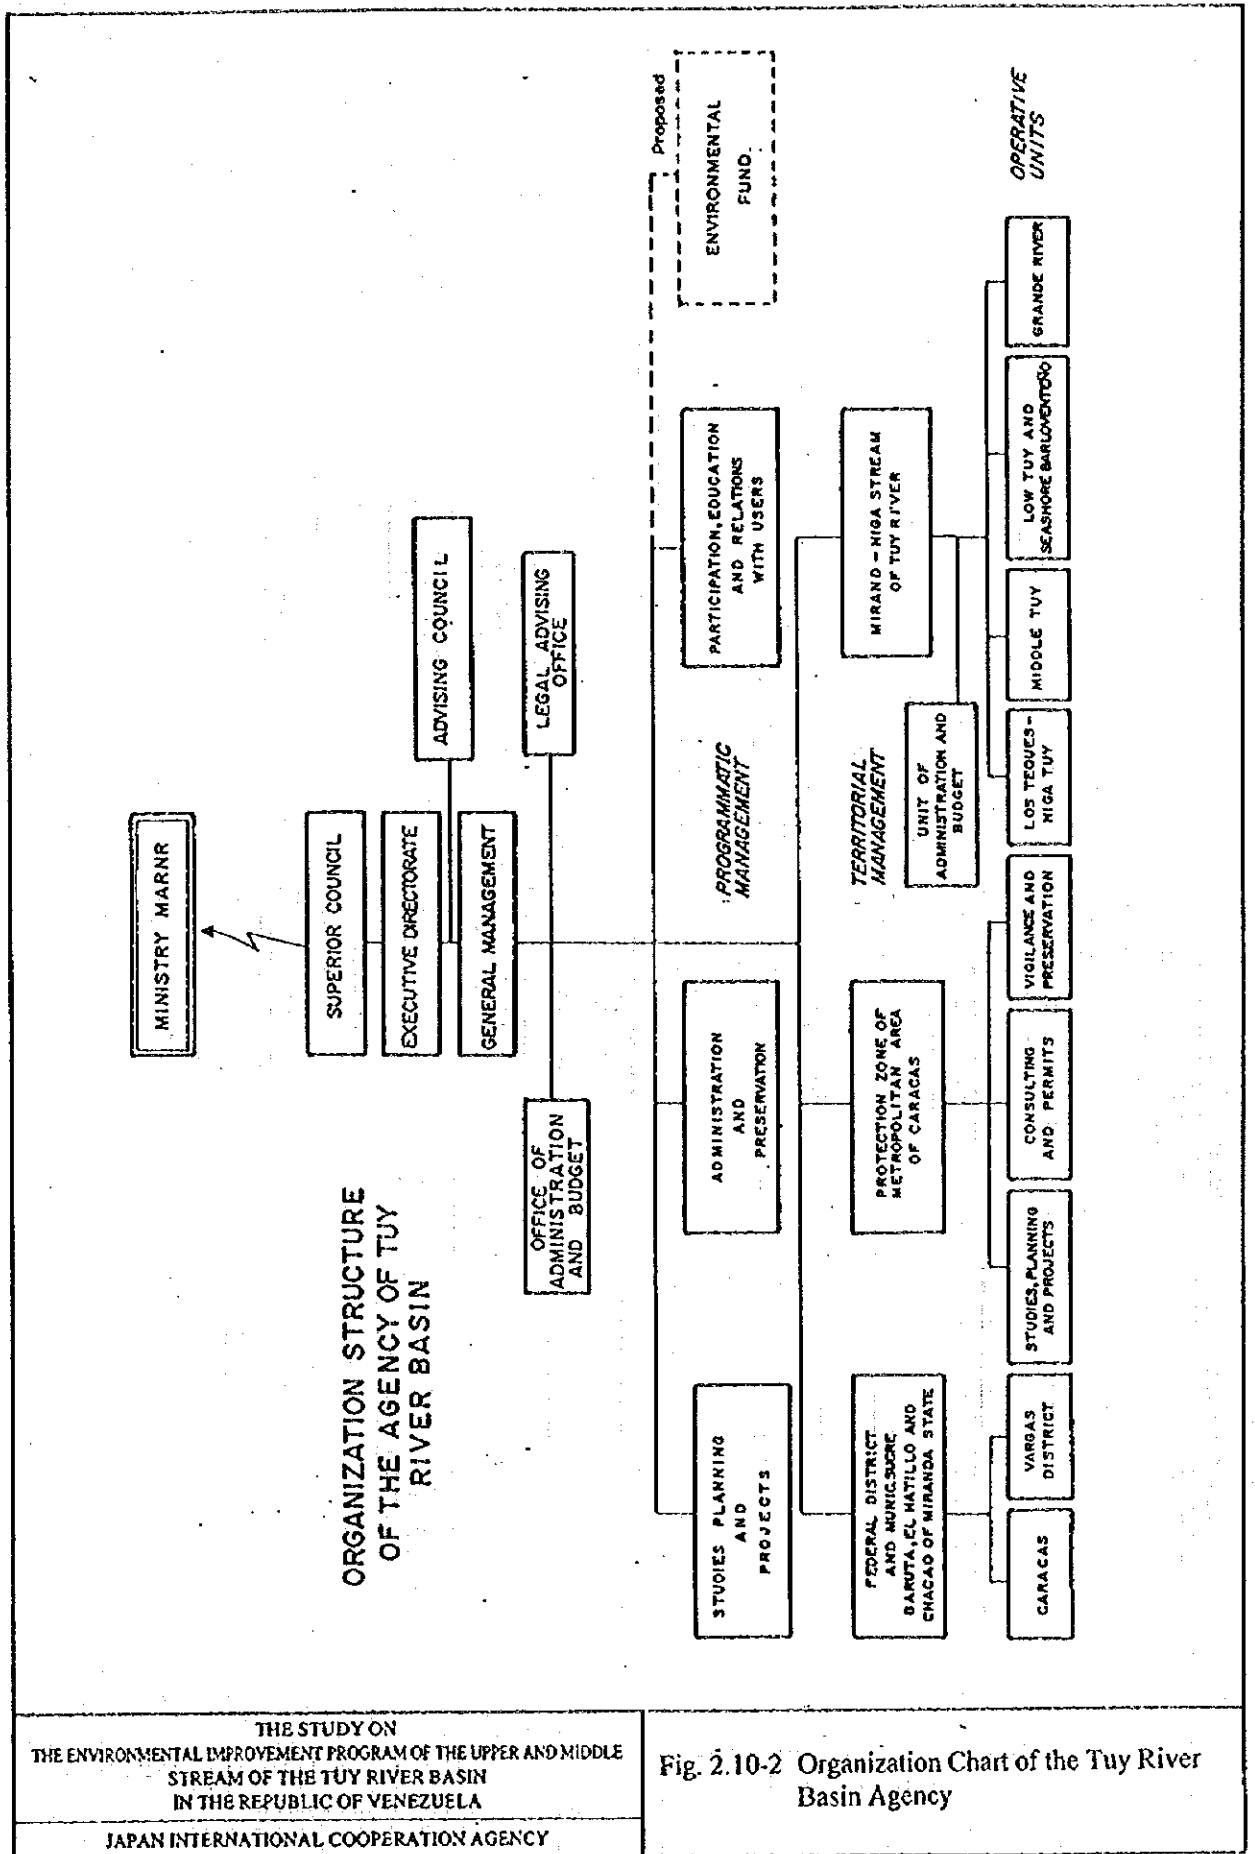 ORGANIZATION STRUCTURE
OF THE AGENCY OF TUY
RIVER BASIN
MINISTRY MARNR
SUPERIOR COUNCIL
EXECUTIVE DIRECTORATE
ADVISING COUNCIL
GENERAL MANAGEMENT
OFFICE OF
ADMINISTRATION
AND BUDGET
LEGAL ADVISING
OFFICE
Proposed
STUDIES PLANNING
AND
PROJECTS
ADMINISTRATION
AND
PRESERVATION
PROGRAMMATIC
MANAGEMENT
PARTICIPATION, EDUCATION
AND RELATIONS
WITH USERS
ENVIRONMENTAL
FUND.
FEDERAL DISTRICT
AND MUNIC.SUCRE,
BARUTA, EL HATILLO AND
CHACAO OF MIRANDA STATE
PROTECTION ZONE OF
METROPOLITAN AREA
OF CARACAS
TERRITORIAL
MANAGEMENT
MIRAND - HIGA STREAM
OF TUY RIVER
UNIT OF
ADMINISTRATION AND
BUDGET
CARACAS
VARGAS
DISTRICT
STUDIES, PLANNING
AND PROJECTS
CONSULTING
AND PERMITS
VIGILANCE AND
PRESERVATION
LOS TEQUES-
HIGA TUY
MIDDLE TUY
LOW TUY AND
SEASHORE BARLOVENTEÑO
GRANDE RIVER
OPERATIVE
UNITS
THE STUDY ON
THE ENVIRONMENTAL IMPROVEMENT PROGRAM OF THE UPPER AND MIDDLE
STREAM OF THE TUY RIVER BASIN
IN THE REPUBLIC OF VENEZUELA
JAPAN INTERNATIONAL COOPERATION AGENCY
Fig. 2.10-2 Organization Chart of the Tuy River
Basin Agency